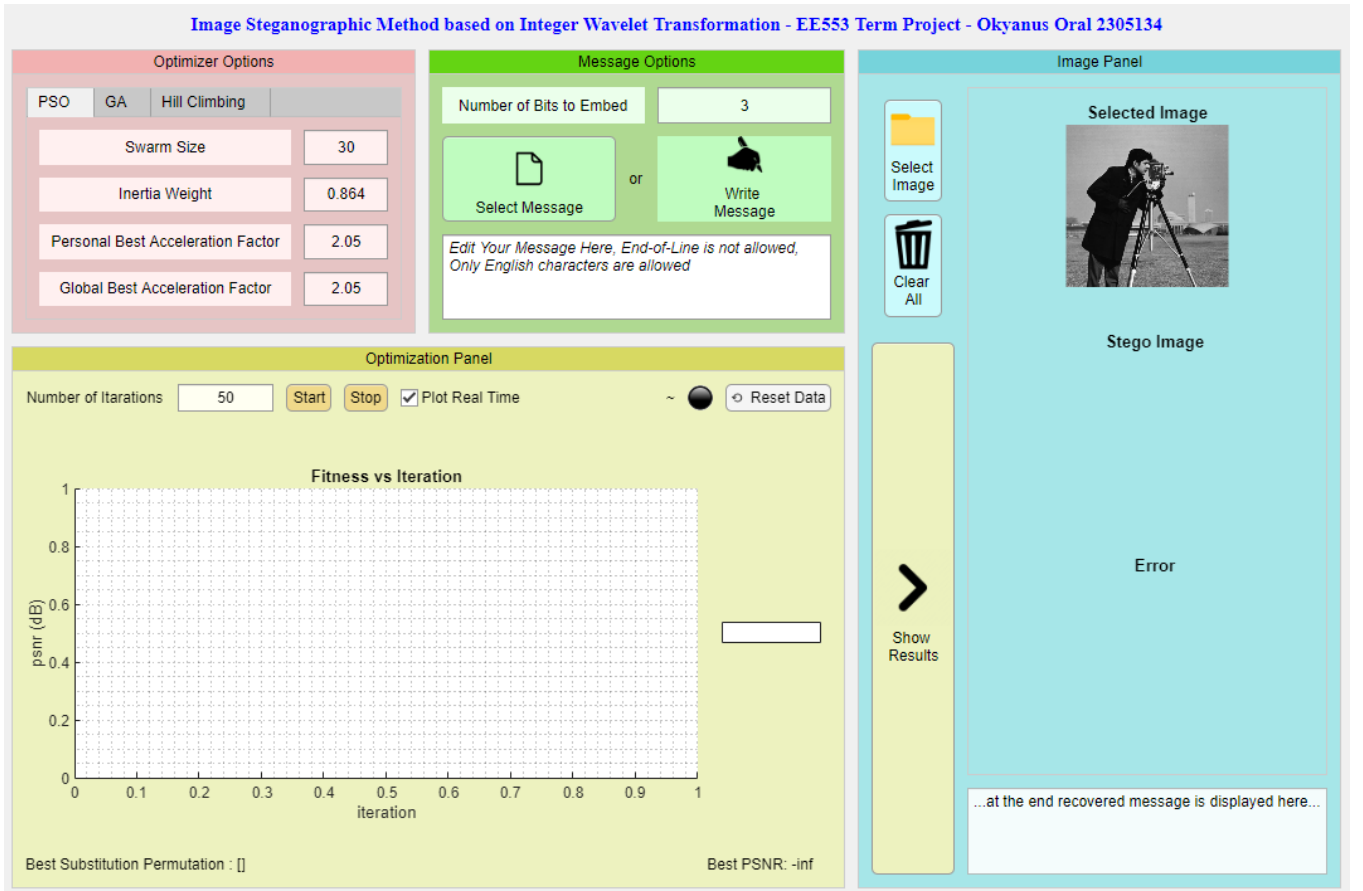 Image Steganographic Method based on Integer Wavelet Transformation - EE553 Term Project - Okyanus Oral 2305134
Optimizer Options
PSO GA Hill Climbing
Swarm Size 30
Inertia Weight 0.864
Personal Best Acceleration Factor 2.05
Global Best Acceleration Factor 2.05
Message Options
Number of Bits to Embed 3
Select Message
or
Write
Message
Edit Your Message Here, End-of-Line is not allowed,
Only English characters are allowed
Optimization Panel
Number of Itarations 50 Start Stop Plot Real Time ~ Reset Data
Fitness vs Iteration
1
0.8
0.6
0.4
0.2
0
psnr (dB)
0 0.1 0.2 0.3 0.4 0.5 0.6 0.7 0.8 0.9 1
iteration
Best Substitution Permutation : []
Best PSNR: -inf
Image Panel
Select
Image
Clear
All
Show
Results
Selected Image
Stego Image
Error
...at the end recovered message is displayed here...